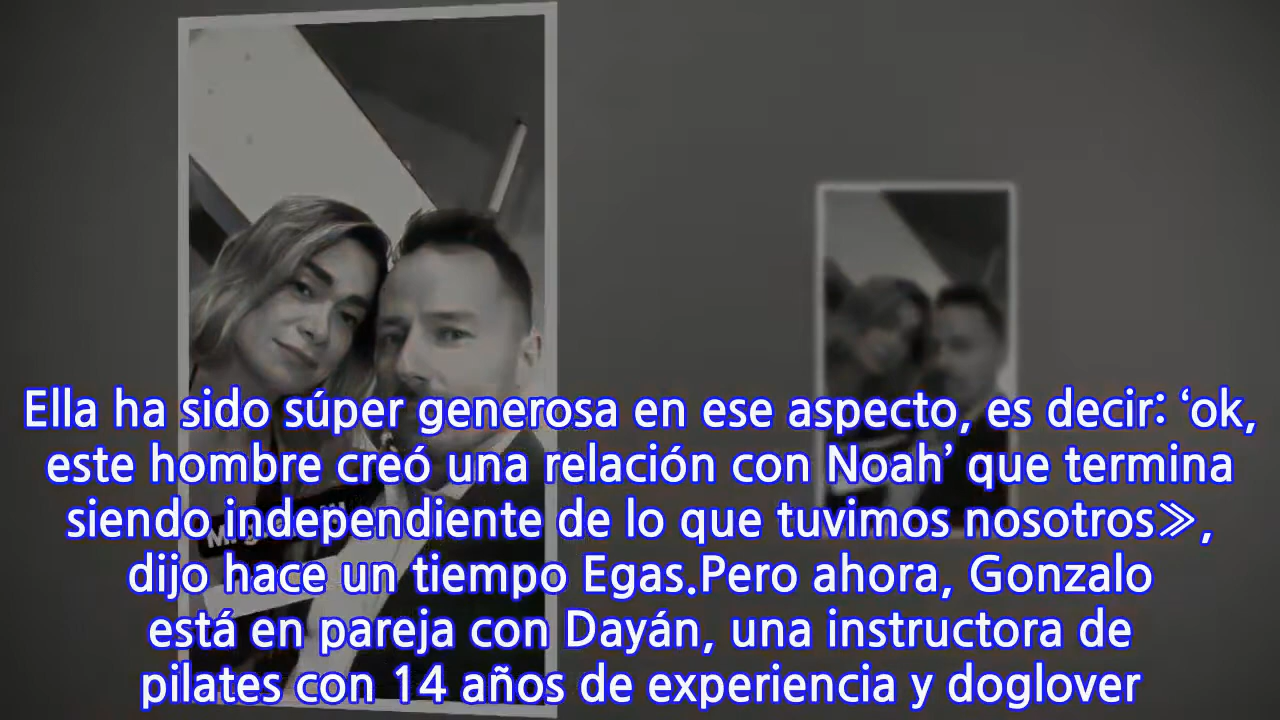 Ella ha sido súper generosa en ese aspecto, es decir: ‘ok,
este hombre creó una relación con Noah’ que termina
siendo independiente de lo que tuvimos nosotros≫,
dijo hace un tiempo Egas.Pero ahora, Gonzalo
está en pareja con Dayán, una instructora de
pilates con 14 años de experiencia y doglover